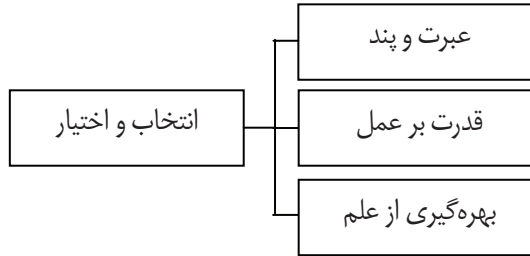 عبرت و پند
انتخاب و اختیار
قدرت بر عمل
بهره‌گیری از علم